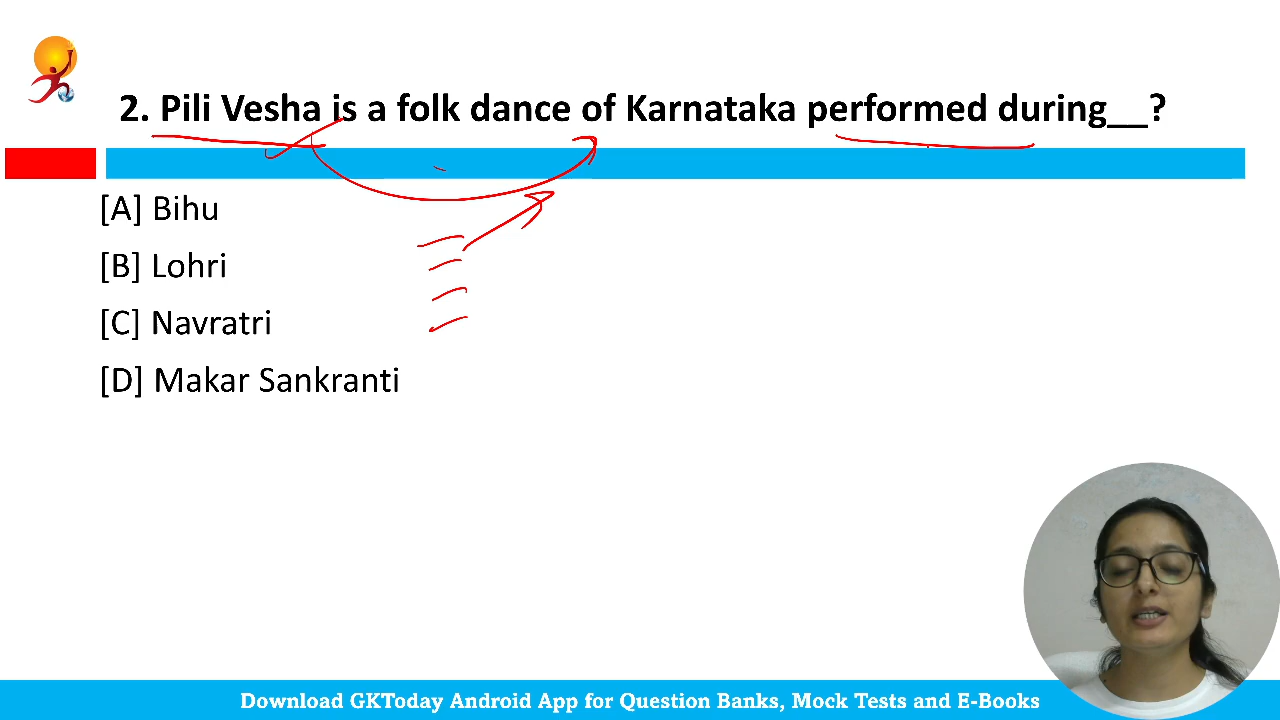 2. Pili Vesha is a folk dance of Karnataka performed during__?
[A] Bihu
[B] Lohri
[C] Navratri
[D] Makar Sankranti
Download GKToday Android App for Question Banks, Mock Tests and E-Books